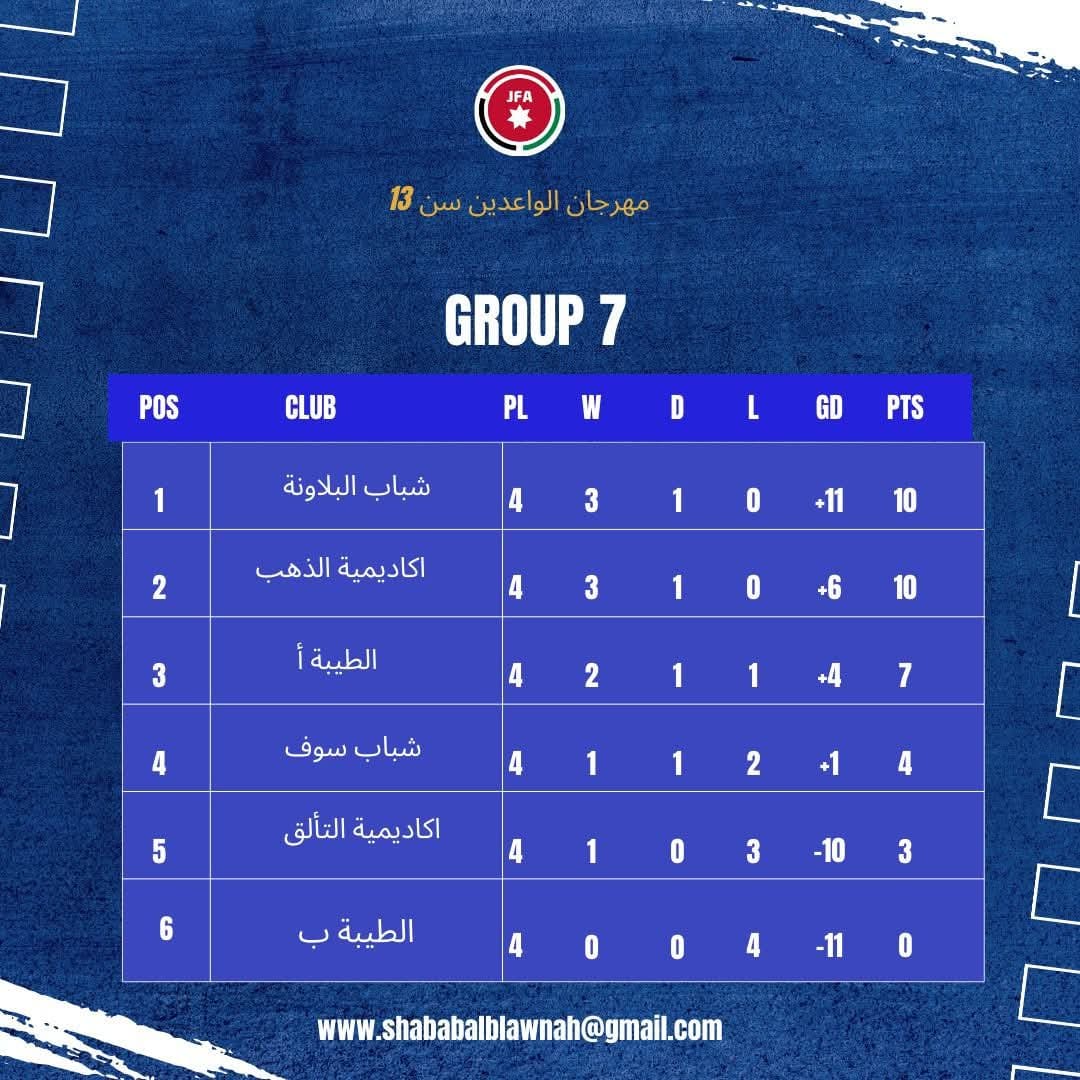 JFA
مهرجان الواعدين سن 13
GROUP 7
POS CLUB PL W D L GD PTS
1 شباب البلاونة 4 3 1 0 +11 10
2 اكاديمية الذهب 4 3 1 0 +6 10
3 الطيبة أ 4 2 1 1 +4 7
4 شباب سوف 4 1 1 2 +1 4
5 اكاديمية التألق 4 1 0 3 -10 3
6 الطيبة ب 4 0 0 4 -11 0
www.shababalblawnah@gmail.com